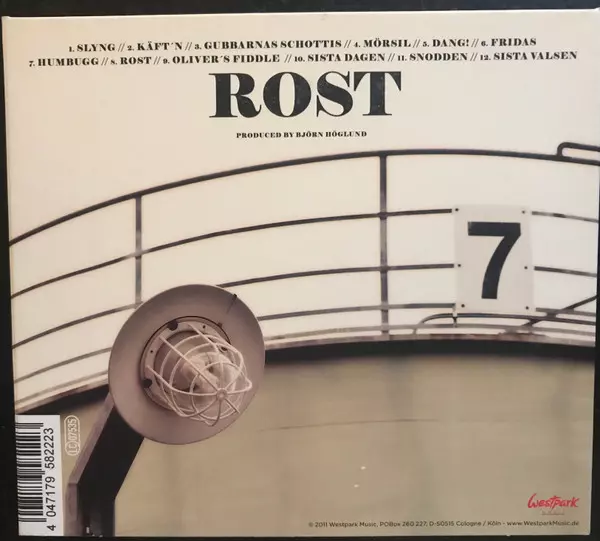 1. SLYNG // 2. KÄFT´N // 3. GUBBARNAS SCHOTTIS // 4. MÖRSIL // 5. DANG! // 6. FRIDAS
7. HUMBUGG // 8. ROST // 9. OLIVER´S FIDDLE // 10. SISTA DAGEN // 11. SNODDEN // 12. SISTA VALSEN
ROST
PRODUCED BY BJÖRN HÖGLUND
7
LC 07535
4 047179 582223
Westpark
© 2011 Westpark Music, POBox 260 227, D-50515 Cologne / Köln - www.WestparkMusic.de